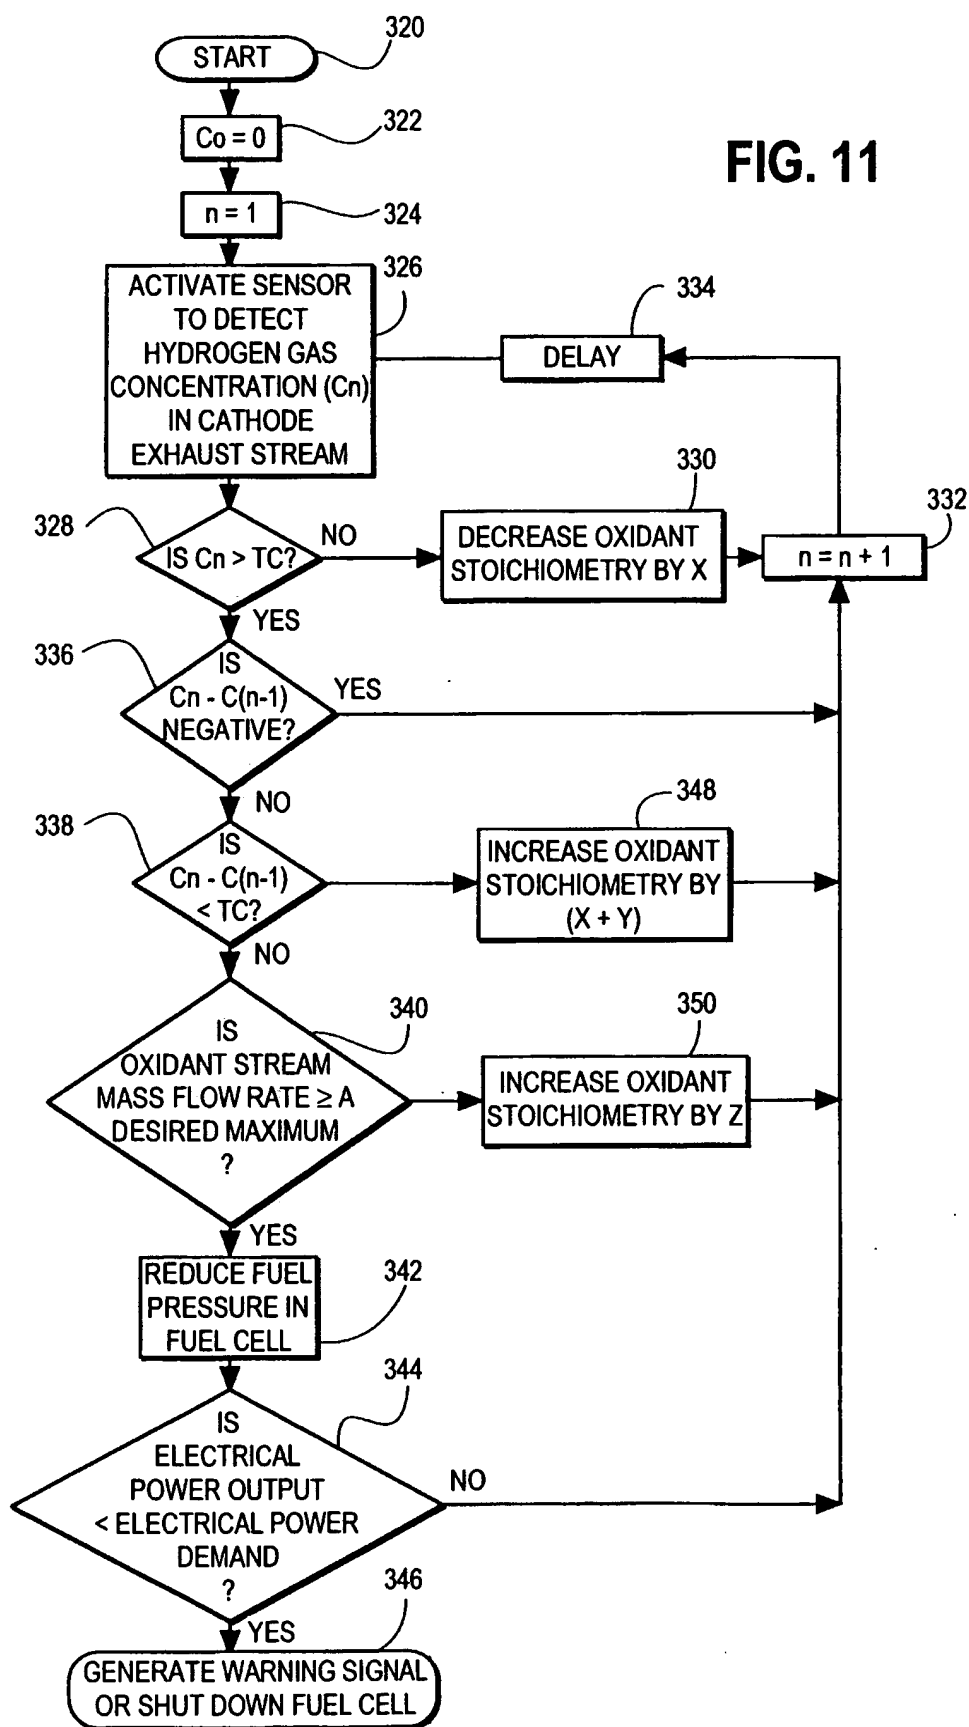 START
320
Co = 0
322
FIG. 11
n = 1
324
ACTIVATE SENSOR
TO DETECT
HYDROGEN GAS
CONCENTRATION (Cn)
IN CATHODE
EXHAUST STREAM
326
DELAY
334
328
IS Cn > TC?
NO
DECREASE OXIDANT
STOICHIOMETRY BY X
330
n = n + 1
332
YES
336
IS
Cn - C(n-1)
NEGATIVE?
YES
NO
338
IS
Cn - C(n-1)
< TC?
INCREASE OXIDANT
STOICHIOMETRY BY
(X + Y)
348
NO
IS
OXIDANT STREAM
MASS FLOW RATE ≥ A
DESIRED MAXIMUM
?
340
INCREASE OXIDANT
STOICHIOMETRY BY Z
350
YES
REDUCE FUEL
PRESSURE IN
FUEL CELL
342
IS
ELECTRICAL
POWER OUTPUT
< ELECTRICAL POWER
DEMAND
?
344
NO
YES
346
GENERATE WARNING SIGNAL
OR SHUT DOWN FUEL CELL